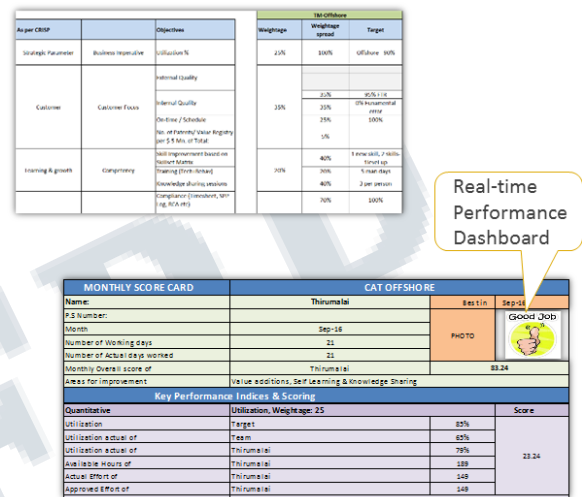 TM-Offshore
As per CRISP Objectives Weightage Weightage spread Target
Strategic Parameter Business Imperative Utilization % 25% 100% Offshore 90%
External Quality
Customer Customer Focus Internal Quality 35% 35% 95% FTR
35% 0% Funamental error
On-time / Schedule 25% 100%
No. of Patents/ Value Registry per $ 5 Mn. of Total: 5%
Learning & growth Competency Skill Improvement based on Skillset Matrix 20% 40% 1 new skill, 2 skills-
Training (Tech-Behav) 20% 5 man days
Knowledge sharing sessions 40% 3 per person
Compliance (Timesheet, 70% 100%
Real-time
Performance
Dashboard
MONTHLY SCORE CARD CAT OFFSHORE
Name: Thirumalai Best in Sep-16
P.S Number: PHOTO Good Job
Month Sep-16
Number of Working days 21
Number of Actual days worked 21
Monthly Overall score of Thirumalai 83.24
Areas for improvement Value additions, Self Learning & Knowledge Sharing
Key Performance Indices & Scoring
Quantitative Utilization, Weightage: 25 Score
Utilization Target 85%
Utilization actual of Team 65%
Utilization actual of Thirumalai 79% 23.24
Available Hours of Thirumalai 189
Actual Effort of Thirumalai 149
Approved Effort of Thirumalai 149